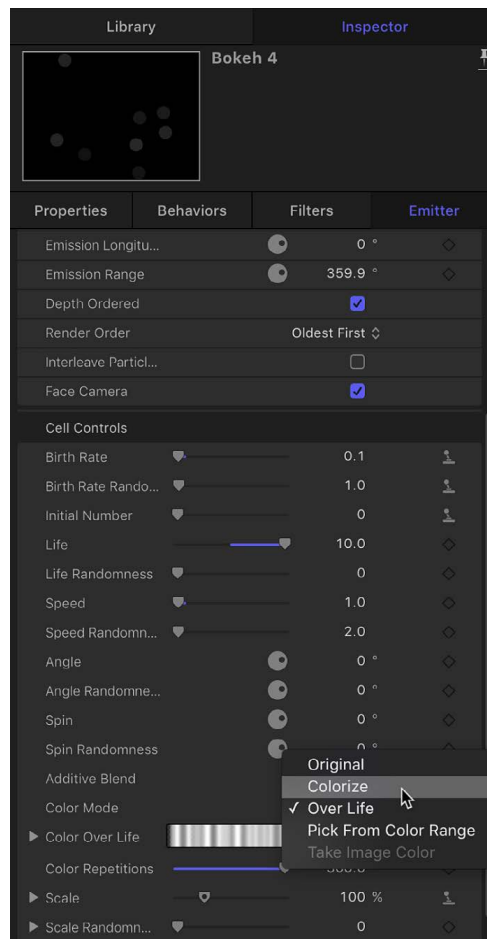 Library Inspector
Bokeh 4
Properties Behaviors Filters Emitter
Emission Longitu... 0 °
Emission Range 359.9 °
Depth Ordered
Render Order Oldest First
Interleave Particl...
Face Camera
Cell Controls
Birth Rate 0.1
Birth Rate Rando... 1.0
Initial Number 0
Life 10.0
Life Randomness 0
Speed 1.0
Speed Randomn... 2.0
Angle 0 °
Angle Randomne... 0 °
Spin 0 °
Spin Randomness 0 °
Original
Additive Blend
Colorize
Color Mode
✓ Over Life
Color Over Life
Pick From Color Range
Take Image Color
Color Repetitions
Scale 100 %
Scale Randomn... 0